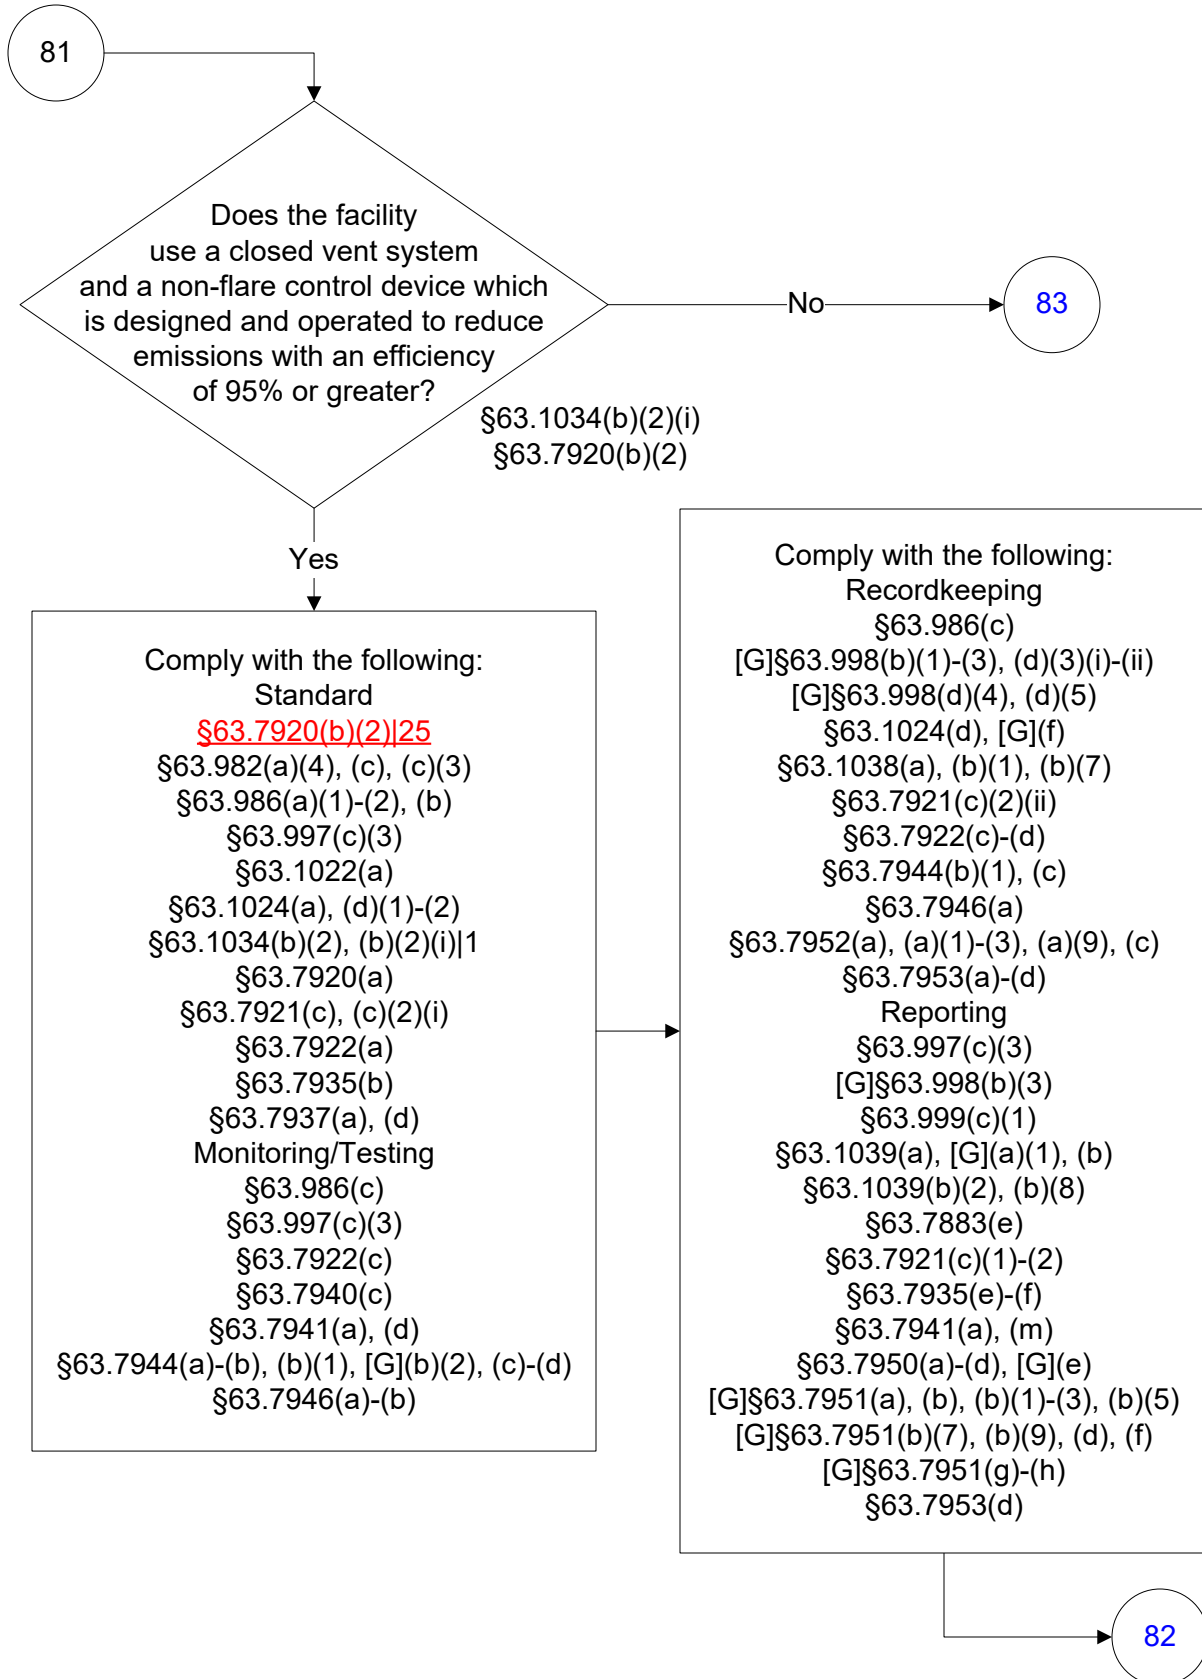 81
Does the facility
use a closed vent system
and a non-flare control device which
is designed and operated to reduce
emissions with an efficiency
of 95% or greater?
No
83
§63.1034(b)(2)(i)
§63.7920(b)(2)
Yes
Comply with the following:
Standard
§63.7920(b)(2)|25
§63.982(a)(4), (c), (c)(3)
§63.986(a)(1)-(2), (b)
§63.997(c)(3)
§63.1022(a)
§63.1024(a), (d)(1)-(2)
§63.1034(b)(2), (b)(2)(i)|1
§63.7920(a)
§63.7921(c), (c)(2)(i)
§63.7922(a)
§63.7935(b)
§63.7937(a), (d)
Monitoring/Testing
§63.986(c)
§63.997(c)(3)
§63.7922(c)
§63.7940(c)
§63.7941(a), (d)
§63.7944(a)-(b), (b)(1), [G](b)(2), (c)-(d)
§63.7946(a)-(b)
Comply with the following:
Recordkeeping
§63.986(c)
[G]§63.998(b)(1)-(3), (d)(3)(i)-(ii)
[G]§63.998(d)(4), (d)(5)
§63.1024(d), [G](f)
§63.1038(a), (b)(1), (b)(7)
§63.7921(c)(2)(ii)
§63.7922(c)-(d)
§63.7944(b)(1), (c)
§63.7946(a)
§63.7952(a), (a)(1)-(3), (a)(9), (c)
§63.7953(a)-(d)
Reporting
§63.997(c)(3)
[G]§63.998(b)(3)
§63.999(c)(1)
§63.1039(a), [G](a)(1), (b)
§63.1039(b)(2), (b)(8)
§63.7883(e)
§63.7921(c)(1)-(2)
§63.7935(e)-(f)
§63.7941(a), (m)
§63.7950(a)-(d), [G](e)
[G]§63.7951(a), (b), (b)(1)-(3), (b)(5)
[G]§63.7951(b)(7), (b)(9), (d), (f)
[G]§63.7951(g)-(h)
§63.7953(d)
82